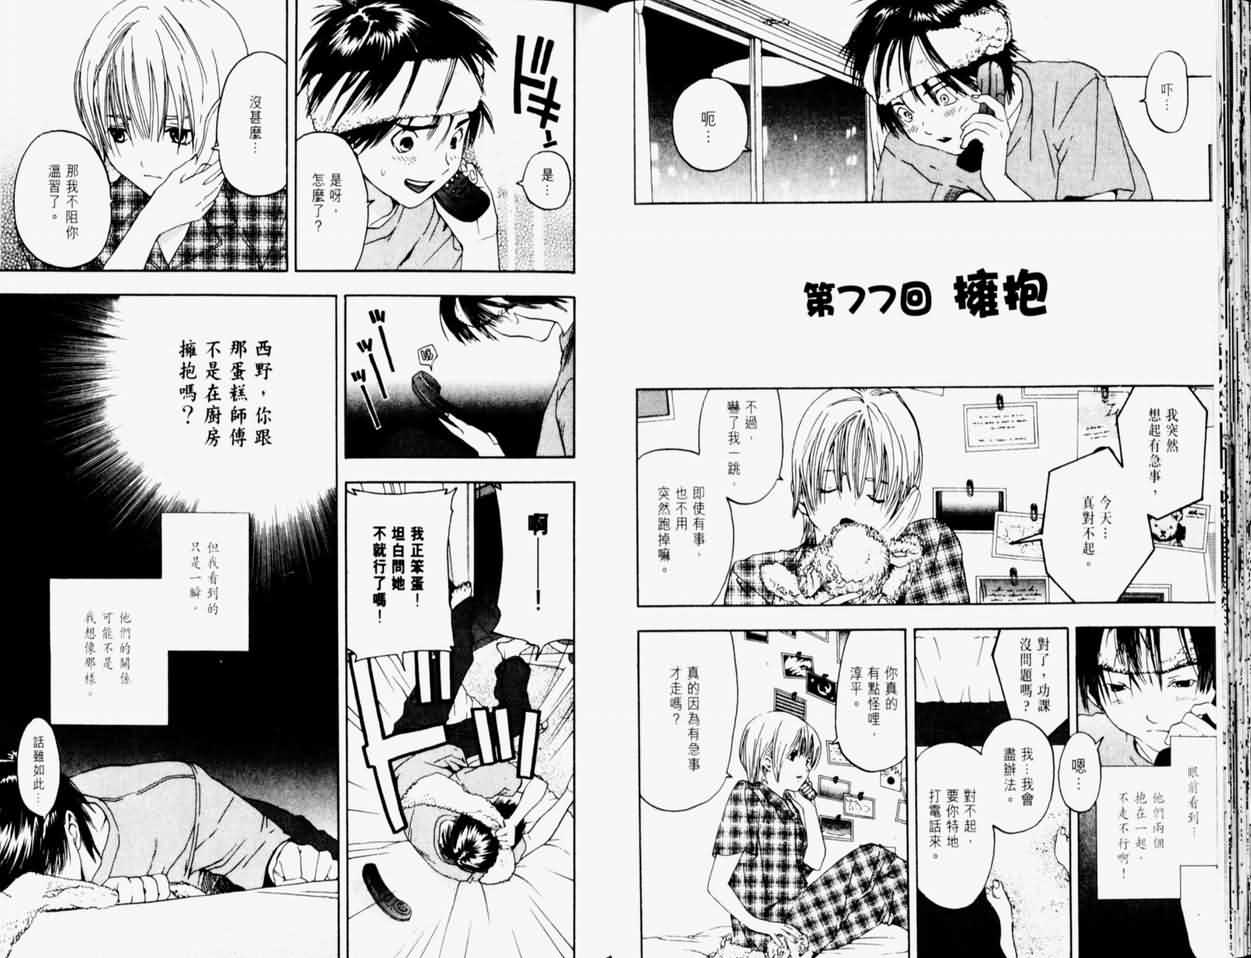 吓…
呃…
第77回 擁抱
我突然
想起有急事，
今天…
真對不起。
不過，
嚇了我一跳。
即使有事，
也不用
突然跑掉嘛。
眼前看到…
他們兩個
抱在一起，
不走不行啊！
嗯…
對了，功課
沒問題嗎？
我…我會
盡辦法。
對不起，
要你特地
打電話來。
你真的
有點怪哩，
淳平。
真的因為有急事
才走嗎？
ドキ
是…
是呀，
怎麼了？
沒甚麼…
那我不阻你
溫習了。
啊——！
我正笨蛋！
坦白問她
不就行了嗎！
西野，你跟
那蛋糕師傅
不是在廚房
擁抱嗎？
但我看到的
只是一瞬，
他們的關係
可能不是
我想像那樣。
話雖如此…